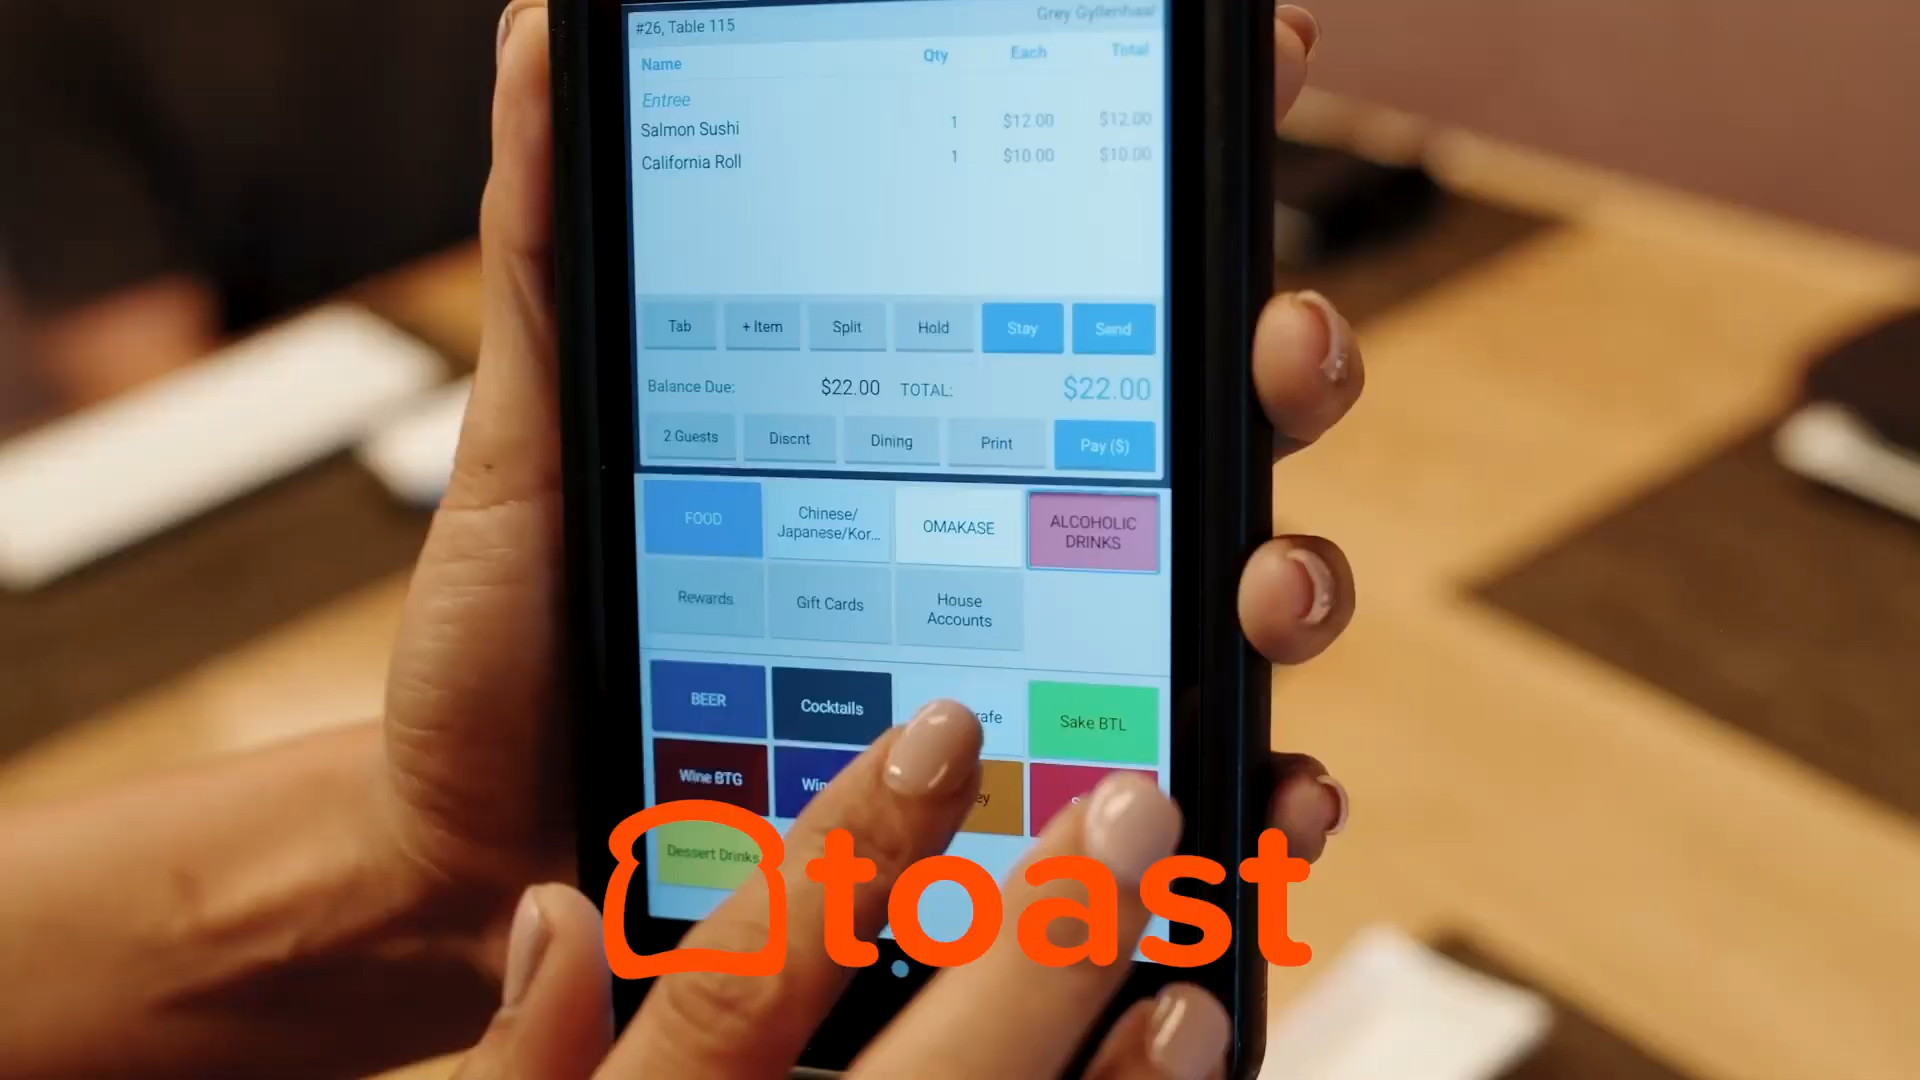 #26, Table 115
Grey Gyllenhaal
Name Qty Each Total
Entree
Salmon Sushi 1 $12.00 $12.00
California Roll 1 $10.00 $10.00
Tab + Item Split Hold Stay Send
Balance Due: $22.00 TOTAL: $22.00
2 Guests Discnt Dining Print Pay ($)
FOOD
Chinese/
Japanese/Kor...
OMAKASE
ALCOHOLIC
DRINKS
Rewards
Gift Cards
House
Accounts
BEER
Cocktails
Sake BTL
Wine BTG
Dessert Drinks
toast